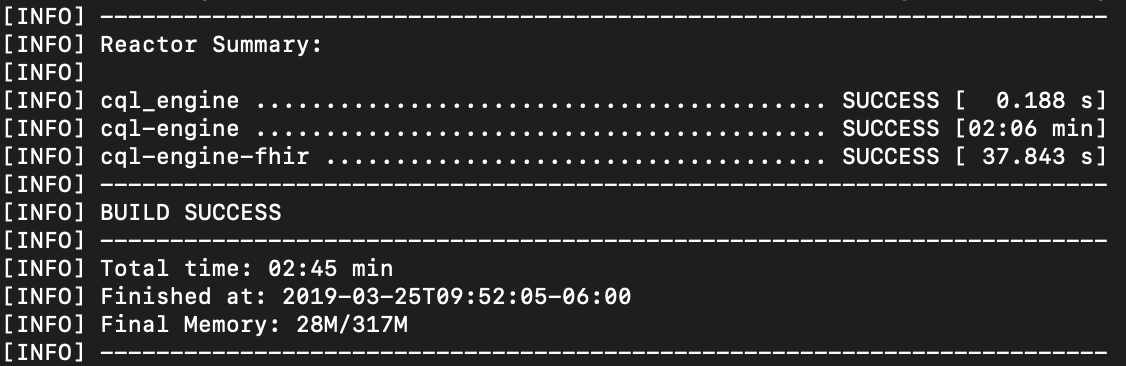 [INFO] ------------------------------------------------------------------------
[INFO] Reactor Summary:
[INFO]
[INFO] cql_engine ......................................... SUCCESS [  0.188 s]
[INFO] cql-engine ......................................... SUCCESS [02:06 min]
[INFO] cql-engine-fhir .................................... SUCCESS [ 37.843 s]
[INFO] ------------------------------------------------------------------------
[INFO] BUILD SUCCESS
[INFO] ------------------------------------------------------------------------
[INFO] Total time: 02:45 min
[INFO] Finished at: 2019-03-25T09:52:05-06:00
[INFO] Final Memory: 28M/317M
[INFO] ------------------------------------------------------------------------